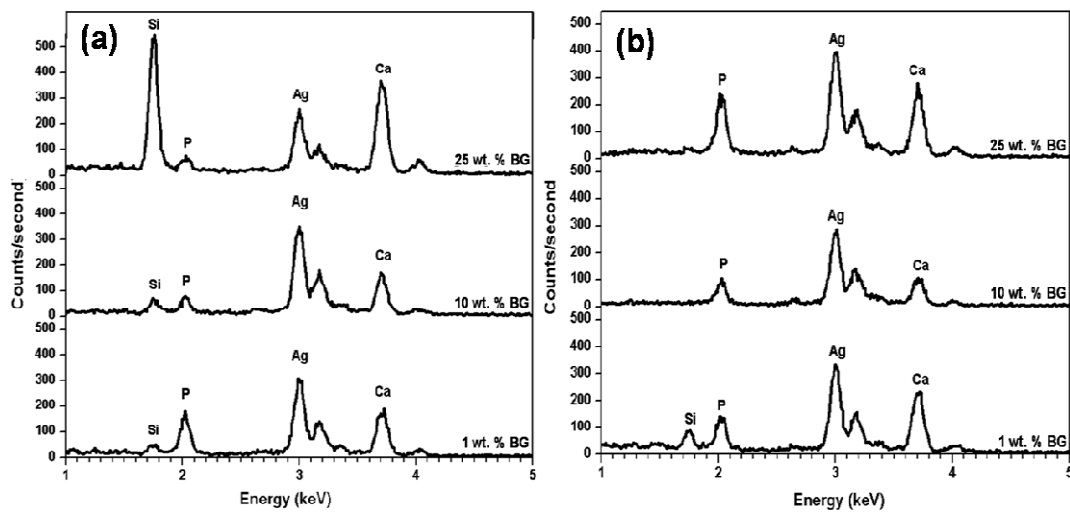 (a)
Counts/second
500
400
300
200
100
0
Si
P
Ag
Ca
25 wt. % BG
500
400
300
200
100
0
Si
P
Ag
Ca
10 wt. % BG
500
400
300
200
100
0
Si
P
Ag
Ca
1 wt. % BG
1 2 3 4 5
Energy (keV)
(b)
Counts/second
500
400
300
200
100
0
P
Ag
Ca
25 wt. % BG
500
400
300
200
100
0
P
Ag
Ca
10 wt. % BG
500
400
300
200
100
0
Si
P
Ag
Ca
1 wt. % BG
1 2 3 4 5
Energy (keV)